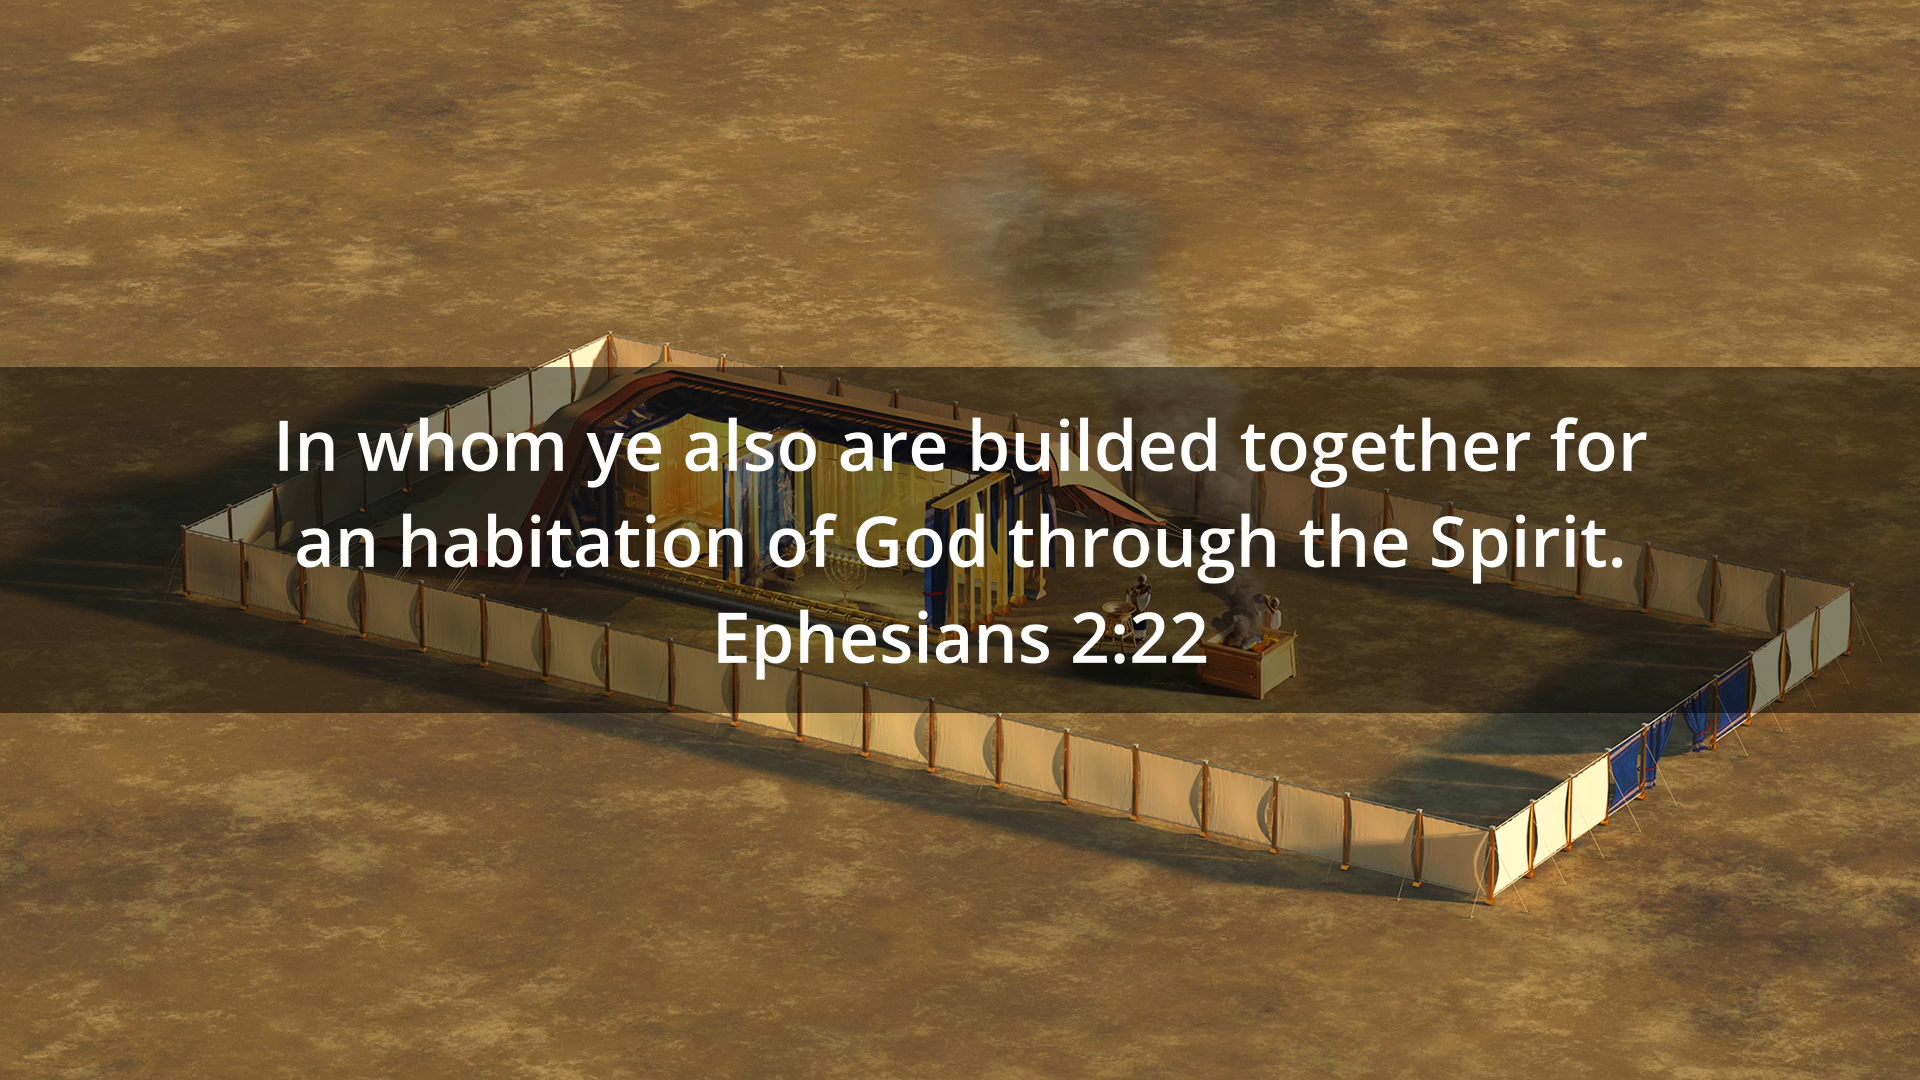 In whom ye also are builded together for
an habitation of God through the Spirit.
Ephesians 2:22